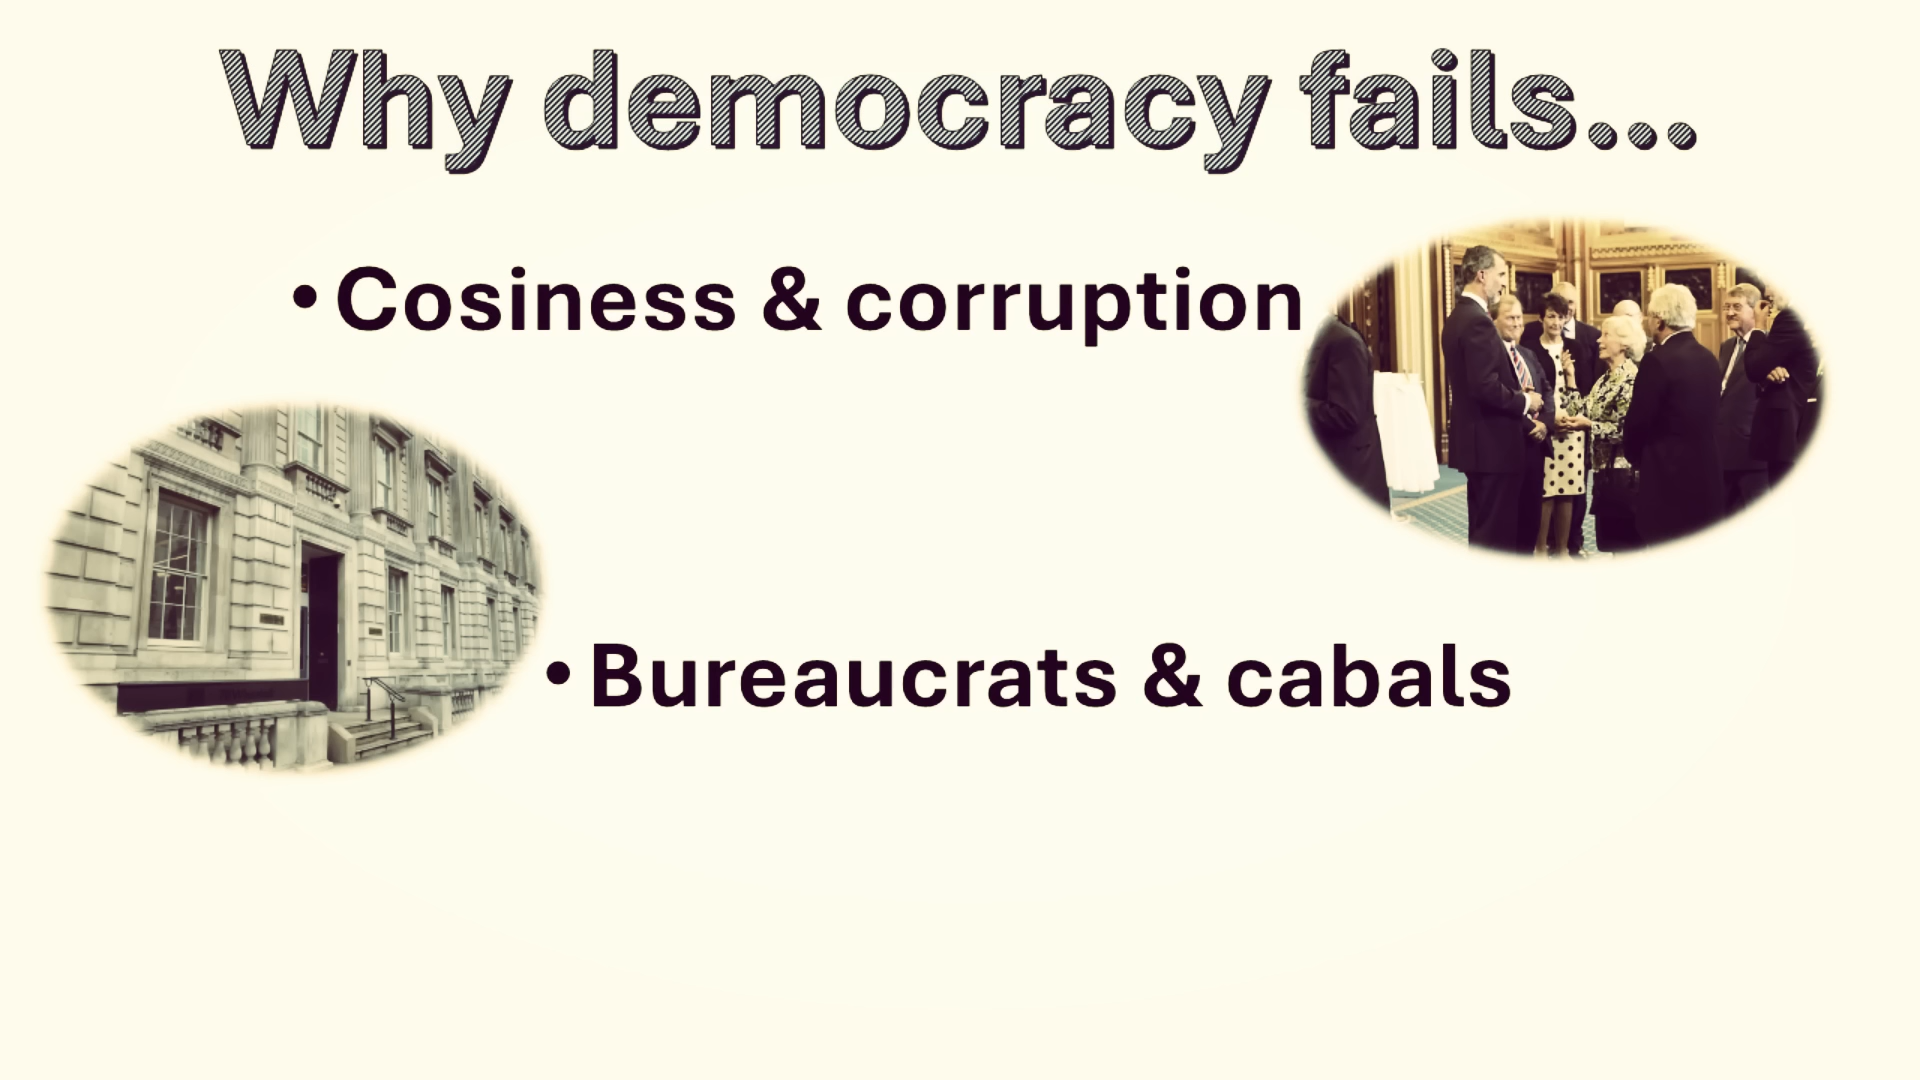 Why democracy fails...
• Cosiness & corruption
• Bureaucrats & cabals